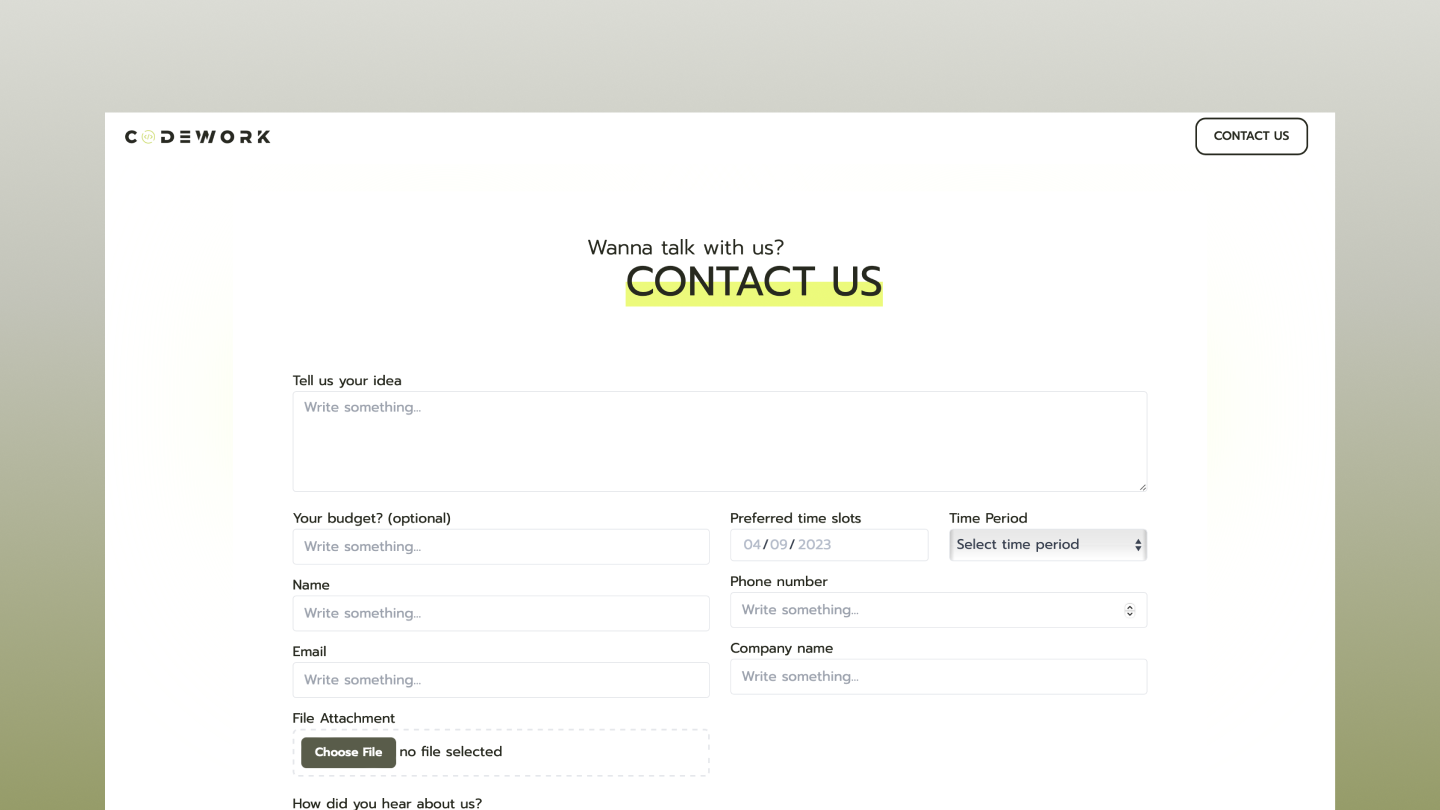 CODEWORK
CONTACT US
Wanna talk with us?
CONTACT US
Tell us your idea
Write something...
Your budget? (optional)
Write something...
Preferred time slots
04/09/2023
Time Period
Select time period
Name
Write something...
Phone number
Write something...
Email
Write something...
Company name
Write something...
File Attachment
Choose File no file selected
How did you hear about us?